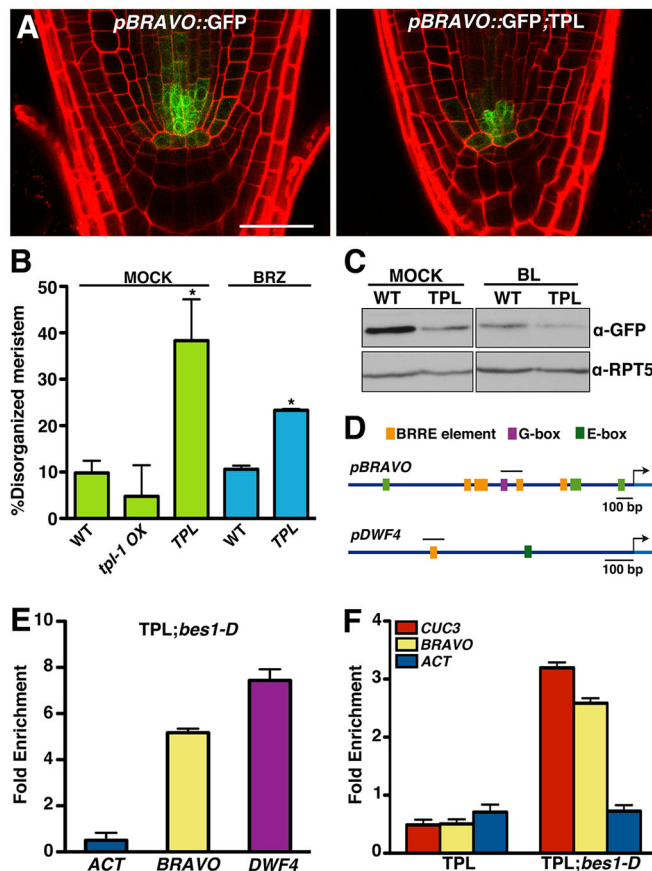 A
pBRAVO::GFP
pBRAVO::GFP;TPL
B
MOCK
BRZ
%Disorganized meristem
50
40
30
20
10
0
*
*
WT
tpl-1 OX
TPL
WT
TPL
C
MOCK
BL
WT
TPL
WT
TPL
α-GFP
α-RPT5
D
BRRE element
G-box
E-box
pBRAVO
100 bp
pDWF4
100 bp
E
TPL;bes1-D
Fold Enrichment
10
8
6
4
2
0
ACT
BRAVO
DWF4
F
CUC3
BRAVO
ACT
Fold Enrichment
4
3
2
1
0
TPL
TPL;bes1-D